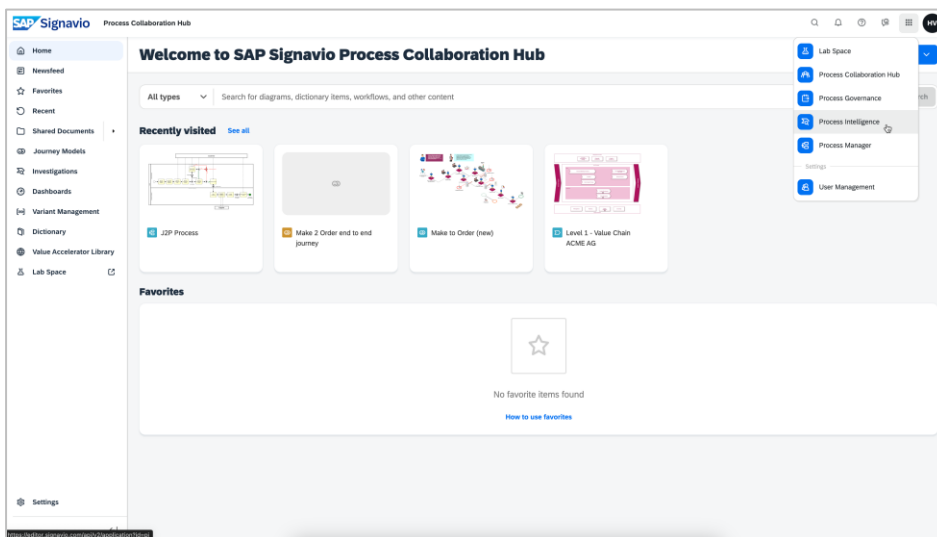 SAP Signavio Process Collaboration Hub
HV
Home
Newsfeed
Favorites
Recent
Shared Documents
Journey Models
Investigations
Dashboards
Variant Management
Dictionary
Value Accelerator Library
Lab Space
Settings
Welcome to SAP Signavio Process Collaboration Hub
All types
Search for diagrams, dictionary items, workflows, and other content
Recently visited See all
J2P Process
Make 2 Order end to end
journey
Make to Order (new)
Level 1 - Value Chain
ACME AG
Favorites
No favorite items found
How to use favorites
Lab Space
Process Collaboration Hub
Process Governance
Process Intelligence
Process Manager
Settings
User Management